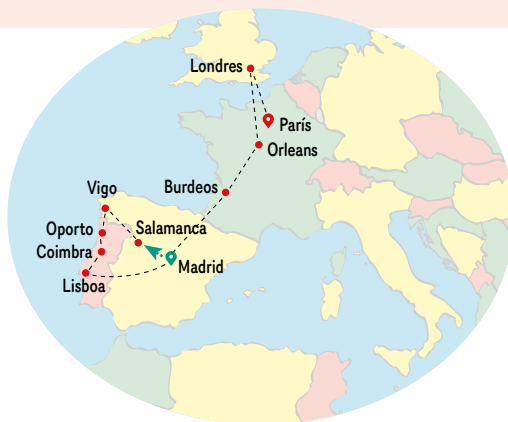 Londres
París
Orleans
Burdeos
Vigo
Salamanca
Oporto
Coimbra
Madrid
Lisboa